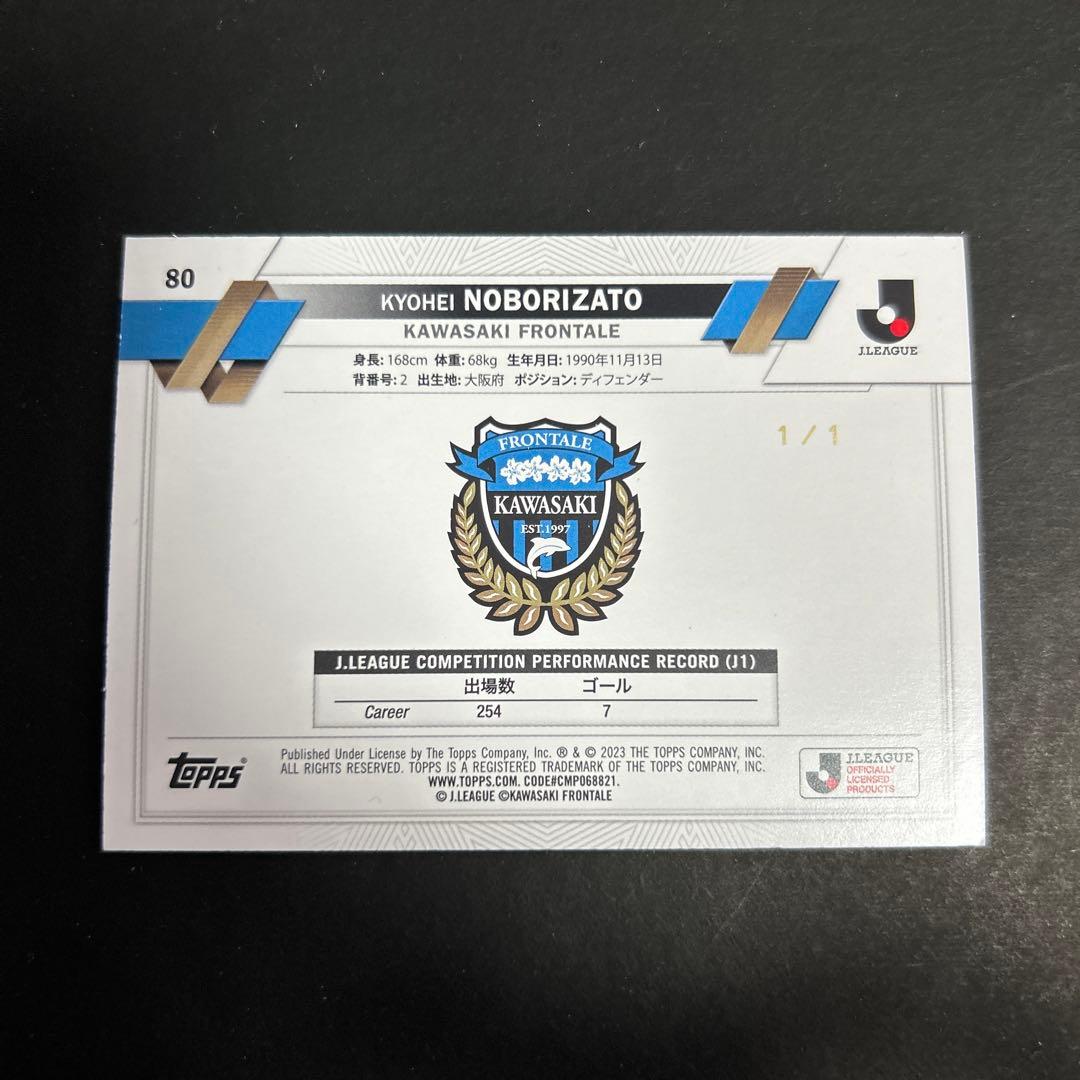 80
KYOHEI NOBORIZATO
KAWASAKI FRONTALE
身長: 168cm 体重: 68kg 生年月日: 1990年11月13日
背番号: 2 出生地: 大阪府 ポジション: ディフェンダー
J.LEAGUE
1/1
FRONTALE
KAWASAKI
EST.1997
J.LEAGUE COMPETITION PERFORMANCE RECORD (J1)
出場数 ゴール
Career 254 7
Topps®
Published Under License by The Topps Company, Inc. ® & © 2023 THE TOPPS COMPANY, INC.
ALL RIGHTS RESERVED. TOPPS IS A REGISTERED TRADEMARK OF THE TOPPS COMPANY, INC.
WWW.TOPPS.COM. CODE#CMP068821.
© J.LEAGUE ©KAWASAKI FRONTALE
J.LEAGUE
OFFICIALLY
LICENSED
PRODUCTS